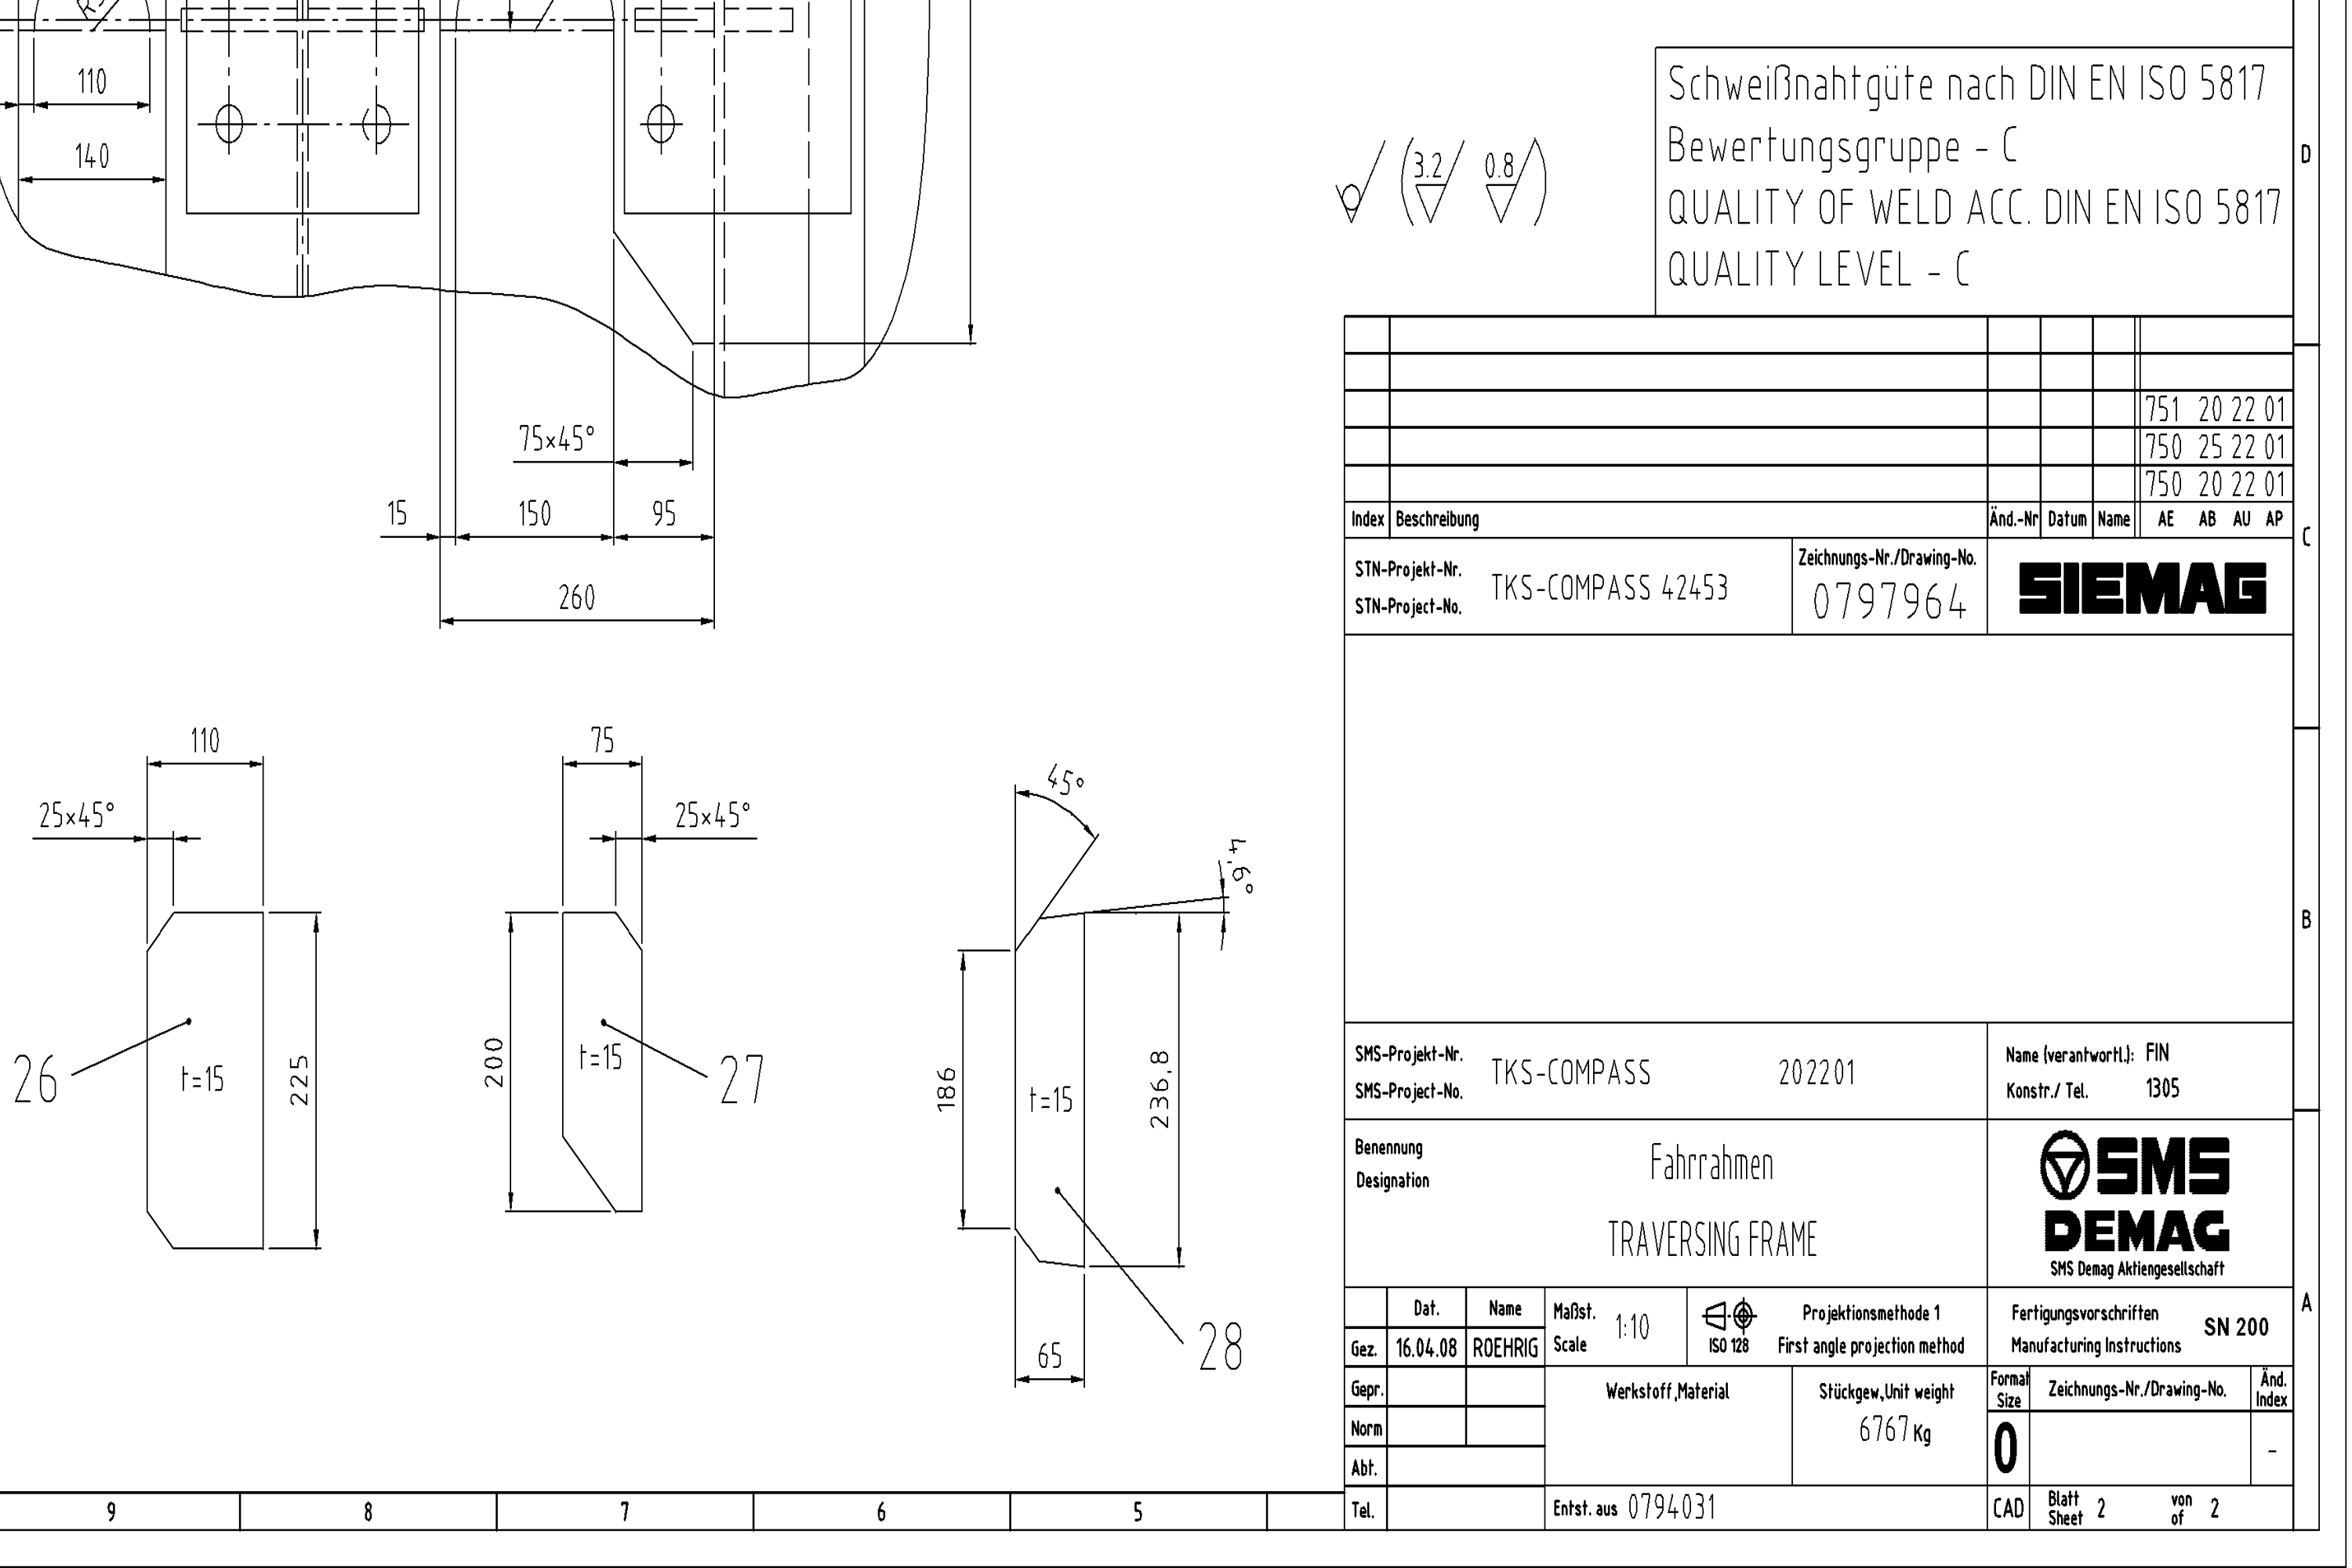 110
140
75×45°
15
150
95
260
3.2
0.8
Schweißnahtgüte nach DIN EN ISO 5817
Bewertungsgruppe - C
QUALITY OF WELD ACC. DIN EN ISO 5817
QUALITY LEVEL - C
D
751 20 22 01
750 25 22 01
750 20 22 01
Index Beschreibung Änd.-Nr Datum Name AE AB AU AP
C
STN-Projekt-Nr.
STN-Project-No.
TKS-COMPASS 42453
Zeichnungs-Nr./Drawing-No.
0797964
SIEMAG
110
25×45°
26
t=15
225
75
25×45°
200
t=15
27
45°
4,6°
186
t=15
236,8
28
65
B
SMS-Projekt-Nr.
SMS-Project-No.
TKS-COMPASS 202201
Name (verantwortl.): FIN
Konstr./ Tel. 1305
Benennung
Designation
Fahrrahmen
TRAVERSING FRAME
SMS
DEMAG
SMS Demag Aktiengesellschaft
A
Dat. Name
Gez. 16.04.08 ROEHRIG
Gepr.
Norm
Abt.
Tel.
Maßst.
Scale
1:10
ISO 128
Projektionsmethode 1
First angle projection method
Fertigungsvorschriften
Manufacturing Instructions
SN 200
Werkstoff,Material
Stückgew,Unit weight
6767 Kg
Format
Size
0
Zeichnungs-Nr./Drawing-No.
Änd.
Index
-
Entst. aus 0794031
CAD
Blatt
Sheet
2
von
of
2
9 8 7 6 5